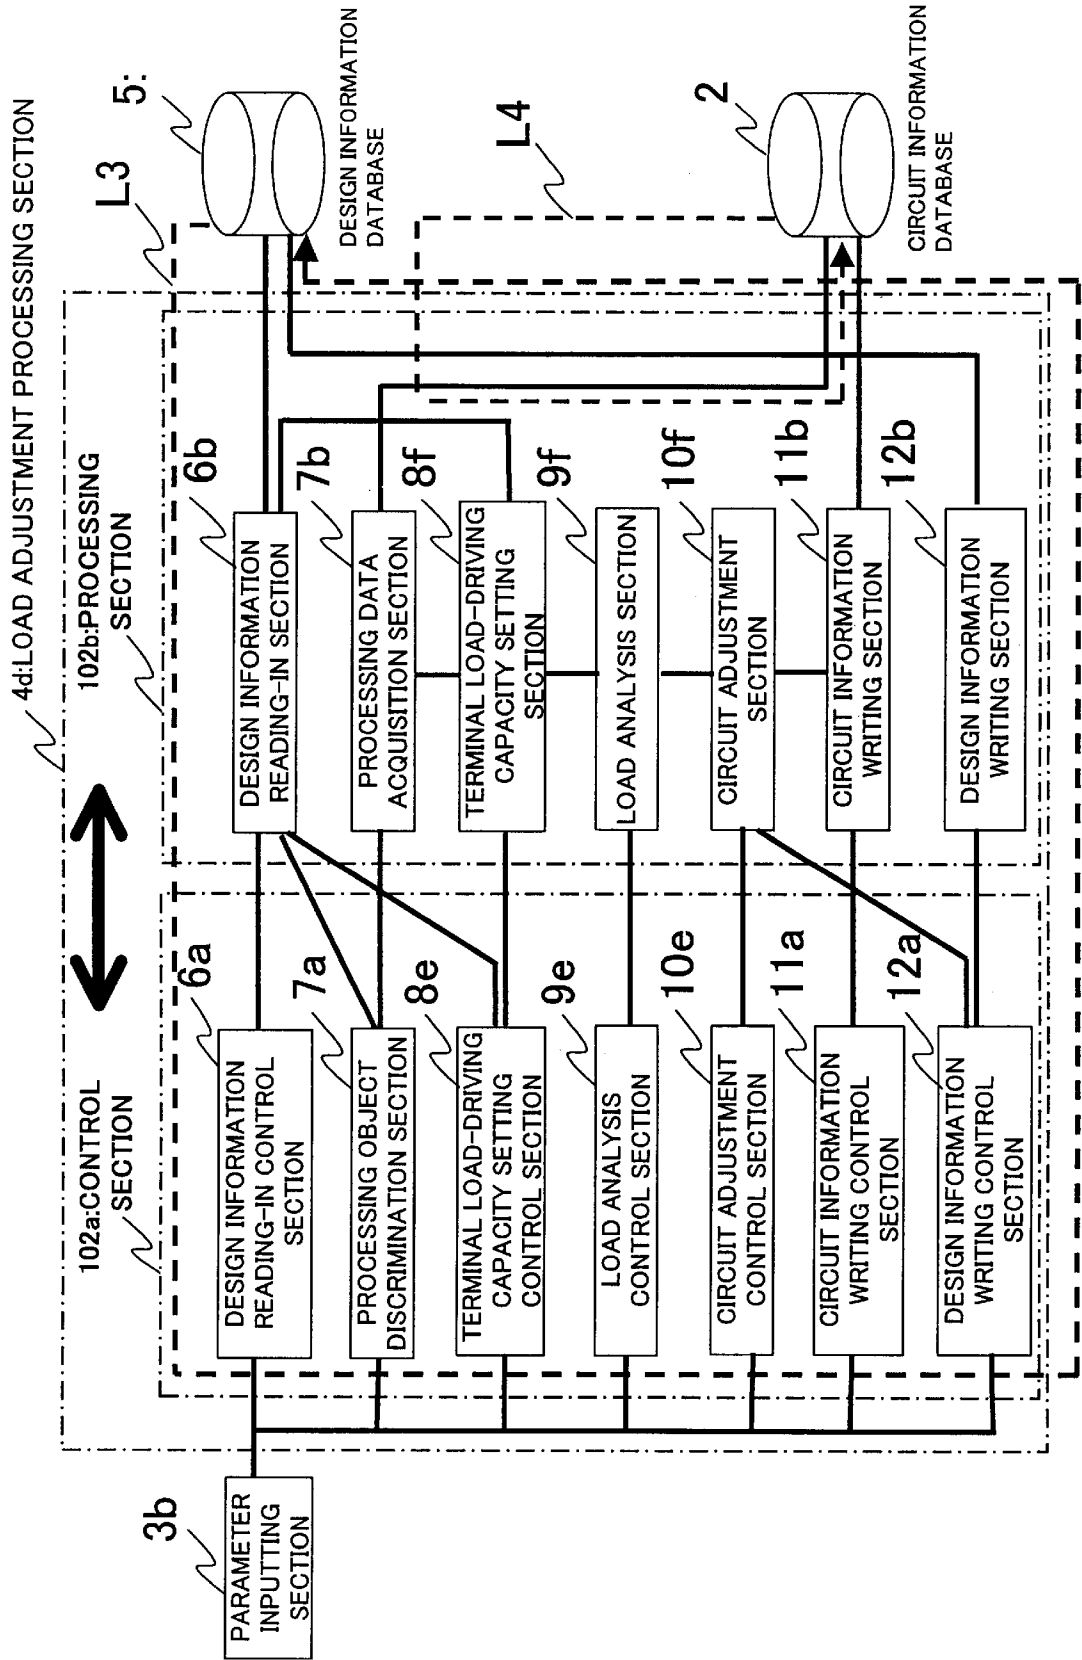 4d:LOAD ADJUSTMENT PROCESSING SECTION
102a:CONTROL
SECTION
102b:PROCESSING
SECTION
L3
3b
PARAMETER
INPUTTING
SECTION
6a
DESIGN INFORMATION
READING-IN CONTROL
SECTION
6b
DESIGN INFORMATION
READING-IN SECTION
5:
DESIGN INFORMATION
DATABASE
7a
PROCESSING OBJECT
DISCRIMINATION SECTION
7b
PROCESSING DATA
ACQUISITION SECTION
8e
TERMINAL LOAD-DRIVING
CAPACITY SETTING
CONTROL SECTION
8f
TERMINAL LOAD-DRIVING
CAPACITY SETTING
SECTION
L4
9e
LOAD ANALYSIS
CONTROL SECTION
9f
LOAD ANALYSIS SECTION
10e
CIRCUIT ADJUSTMENT
CONTROL SECTION
10f
CIRCUIT ADJUSTMENT
SECTION
2
CIRCUIT INFORMATION
DATABASE
11a
CIRCUIT INFORMATION
WRITING CONTROL
SECTION
11b
CIRCUIT INFORMATION
WRITING SECTION
12a
DESIGN INFORMATION
WRITING CONTROL
SECTION
12b
DESIGN INFORMATION
WRITING SECTION